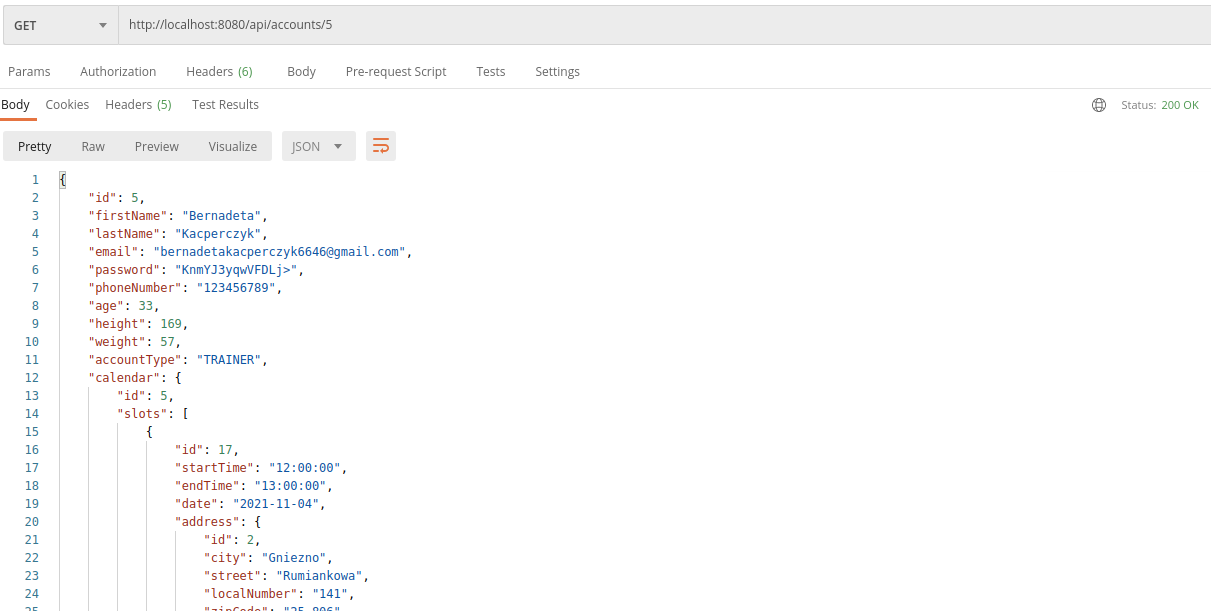 GET http://localhost:8080/api/accounts/5
Params Authorization Headers (6) Body Pre-request Script Tests Settings
Body Cookies Headers (5) Test Results Status: 200 OK
Pretty Raw Preview Visualize JSON
1 {
2 "id": 5,
3 "firstName": "Bernadeta",
4 "lastName": "Kacperczyk",
5 "email": "bernadetakacperczyk6646@gmail.com",
6 "password": "KnmYJ3yqwVFDLj>",
7 "phoneNumber": "123456789",
8 "age": 33,
9 "height": 169,
10 "weight": 57,
11 "accountType": "TRAINER",
12 "calendar": {
13 "id": 5,
14 "slots": [
15 {
16 "id": 17,
17 "startTime": "12:00:00",
18 "endTime": "13:00:00",
19 "date": "2021-11-04",
20 "address": {
21 "id": 2,
22 "city": "Gniezno",
23 "street": "Rumiankowa",
24 "localNumber": "141",
25 "zipCode": "25-806"